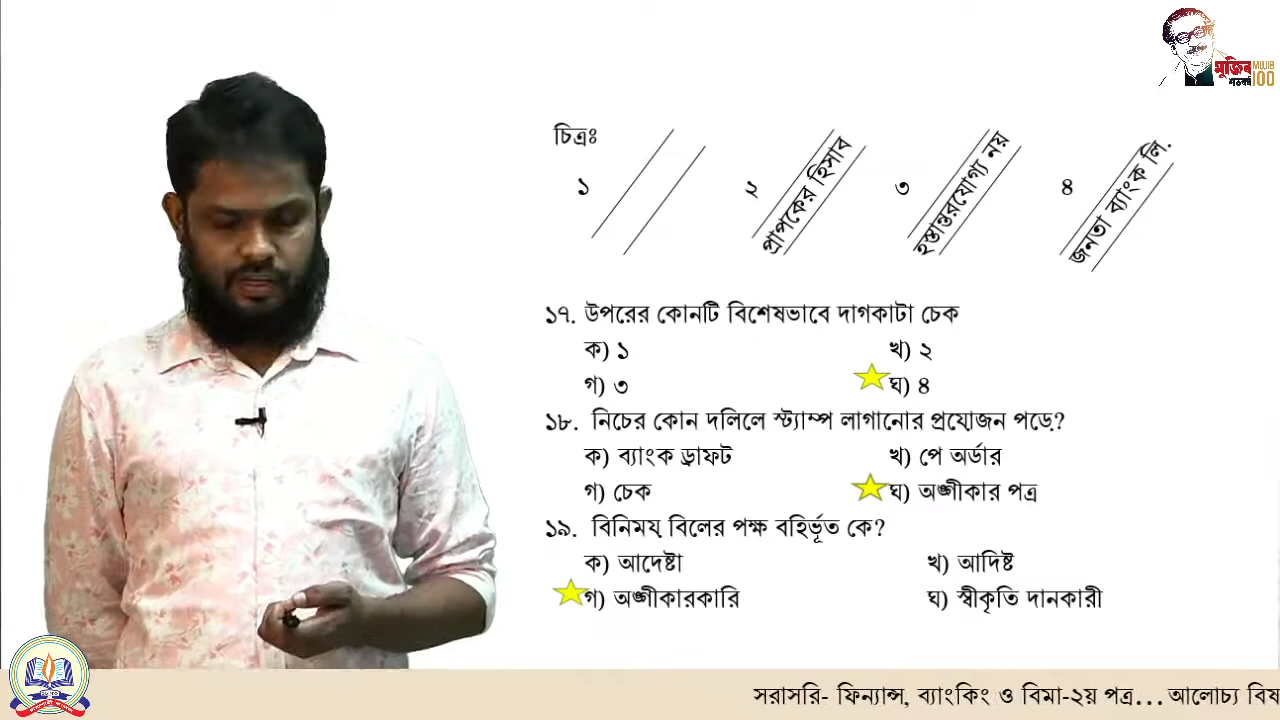 মুজিব MUJIB
শতবর্ষ 100
চিত্রঃ
১
২
প্রাপকের হিসাব
৩
হস্তান্তরযোগ্য নয়
৪
জনতা ব্যাংক লি.
১৭. উপরের কোনটি বিশেষভাবে দাগকাটা চেক
ক) ১ খ) ২
গ) ৩ ঘ) ৪
১৮. নিচের কোন দলিলে স্ট্যাম্প লাগানোর প্রযোজন পডে?
ক) ব্যাংক ড্রাফট খ) পে অর্ডার
গ) চেক ঘ) অঙ্গীকার পত্র
১৯. বিনিময় বিলের পক্ষ বহির্ভূত কে?
ক) আদেষ্টা খ) আদিষ্ট
গ) অঙ্গীকারকারি ঘ) স্বীকৃতি দানকারী
সরাসরি- ফিন্যান্স, ব্যাংকিং ও বিমা-২য় পত্র... আলোচ্য বিষ